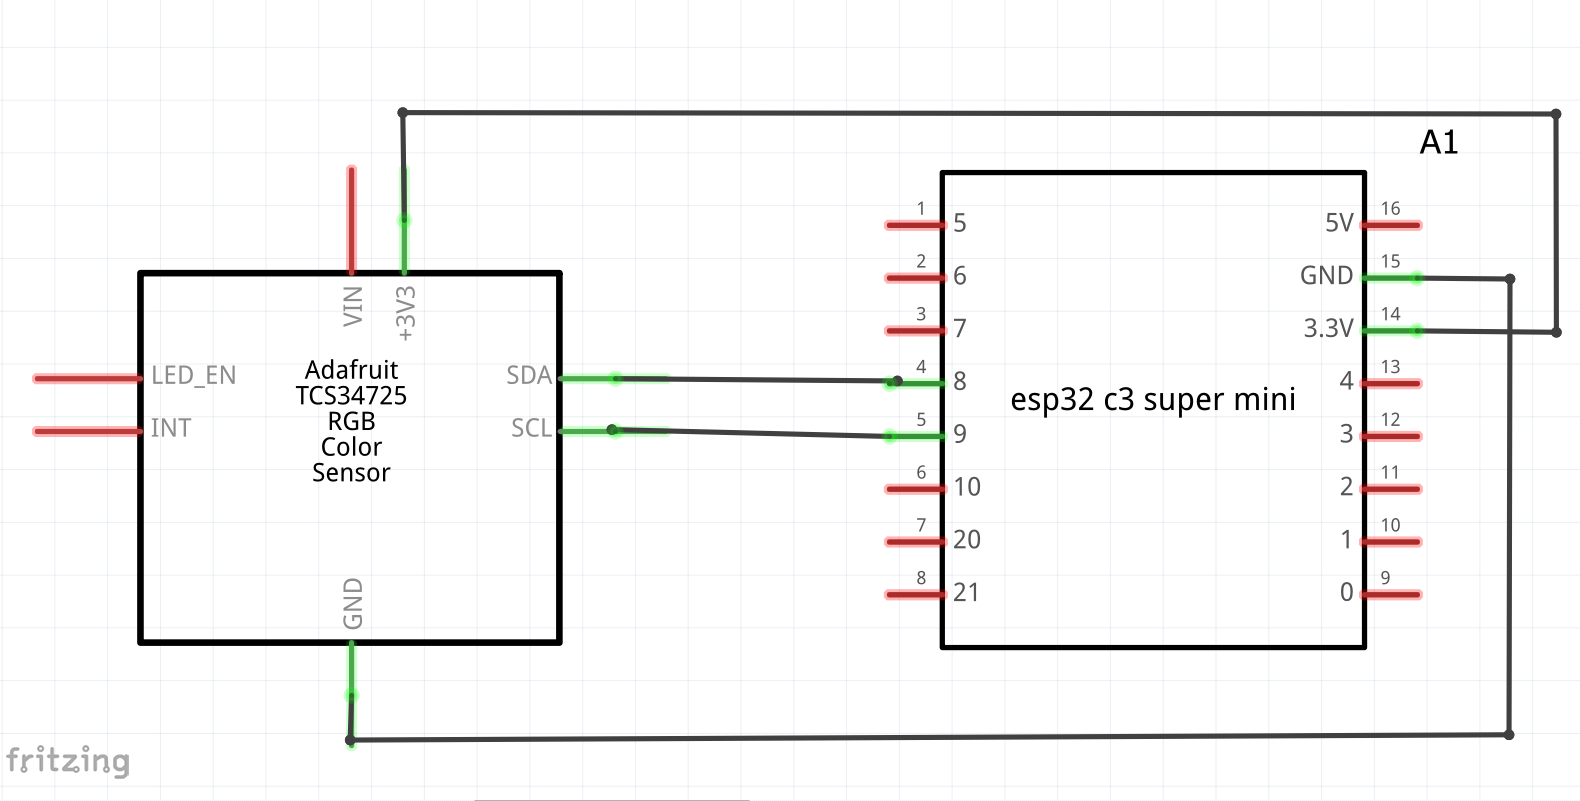 A1
VIN
+3V3
LED_EN
INT
Adafruit
TCS34725
RGB
Color
Sensor
SDA
SCL
GND
1 5
2 6
3 7
4 8
5 9
6 10
7 20
8 21
esp32 c3 super mini
5V 16
GND 15
3.3V 14
4 13
3 12
2 11
1 10
0 9
fritzing